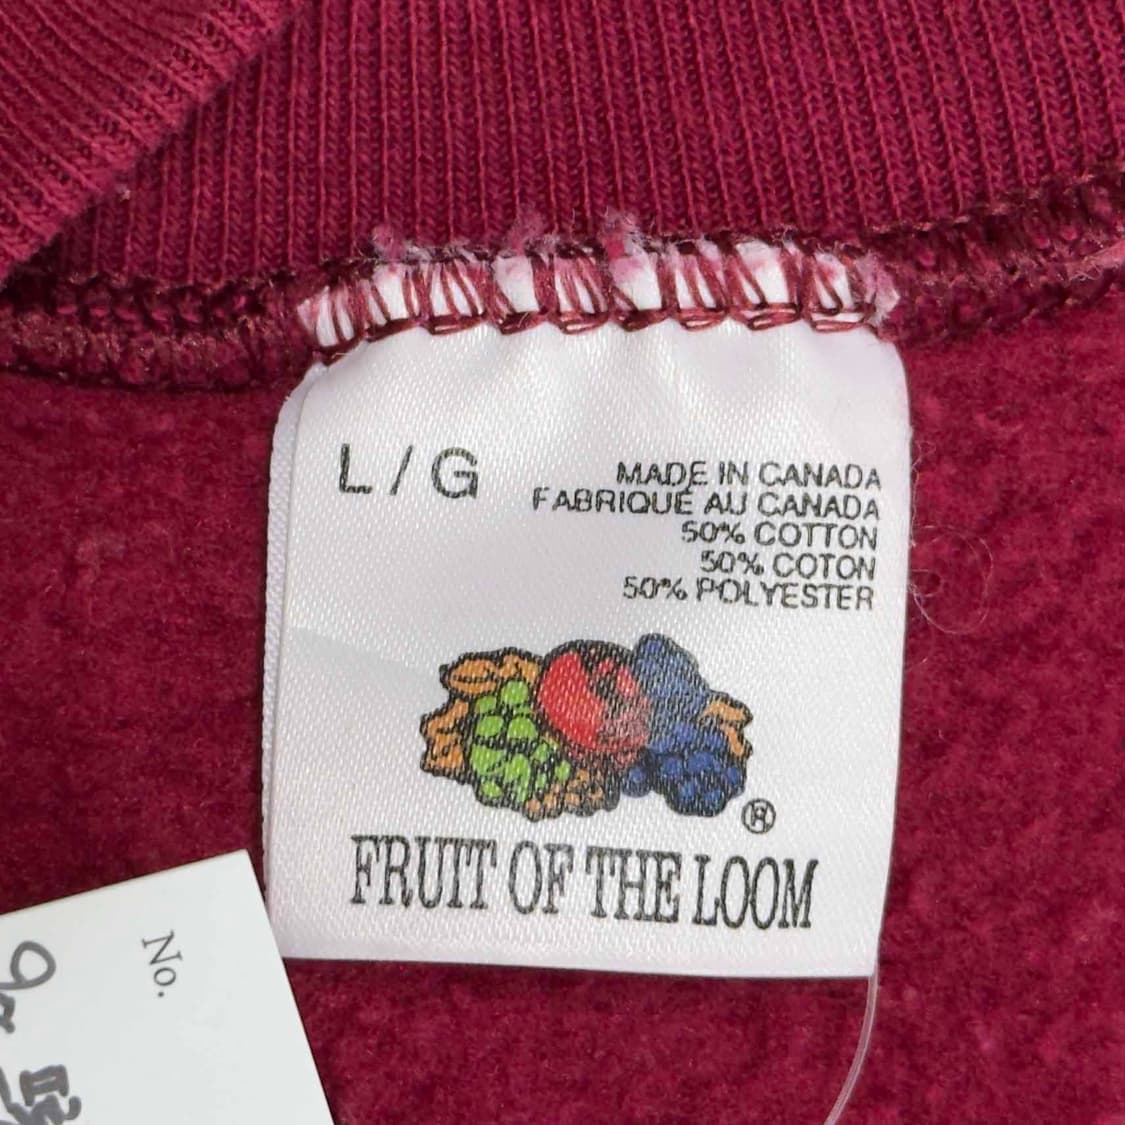 L / G
MADE IN CANADA
FABRIQUÉ AU CANADA
50% COTTON
50% COTON
50% POLYESTER
®
FRUIT OF THE LOOM
No.